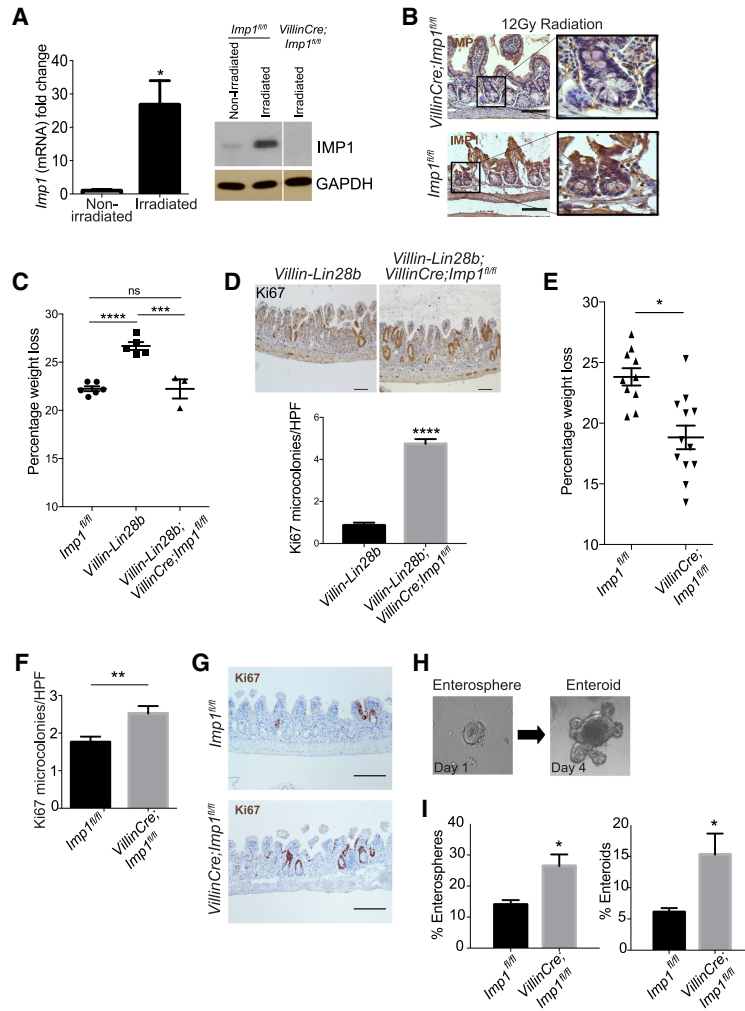 A
Imp1 (mRNA) fold change
40
30
20
10
0
*
Non-
irradiated
Irradiated
Imp1fl/fl
VillinCre;
Imp1fl/fl
Non-Irradiated
Irradiated
Irradiated
IMP1
GAPDH
B
12Gy Radiation
VillinCre;Imp1fl/fl
IMP1
Imp1fl/fl
IMP1
C
Percentage weight loss
30
25
20
15
10
ns
****
***
Imp1fl/fl
Villin-Lin28b
Villin-Lin28b;
VillinCre;Imp1fl/fl
D
Villin-Lin28b
Villin-Lin28b;
VillinCre;Imp1fl/fl
Ki67
Ki67 microcolonies/HPF
6
4
2
0
****
Villin-Lin28b
Villin-Lin28b;
VillinCre;Imp1fl/fl
E
Percentage weight loss
30
25
20
15
10
*
Imp1fl/fl
VillinCre;
Imp1fl/fl
F
Ki67 microcolonies/HPF
3
2
1
0
**
Imp1fl/fl
VillinCre;
Imp1fl/fl
G
Imp1fl/fl
Ki67
VillinCre;Imp1fl/fl
Ki67
H
Enterosphere
Enteroid
Day 1
Day 4
I
% Enterospheres
40
30
20
10
0
*
Imp1fl/fl
VillinCre;
Imp1fl/fl
% Enteroids
20
15
10
5
0
*
Imp1fl/fl
VillinCre;
Imp1fl/fl